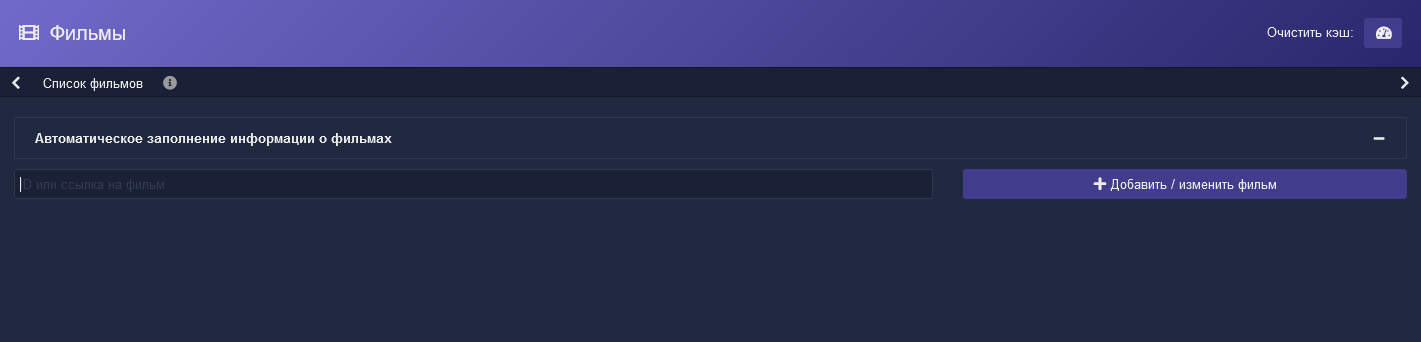 Фильмы
Очистить кэш:
Список фильмов
Автоматическое заполнение информации о фильмах
ID или ссылка на фильм
Добавить / изменить фильм